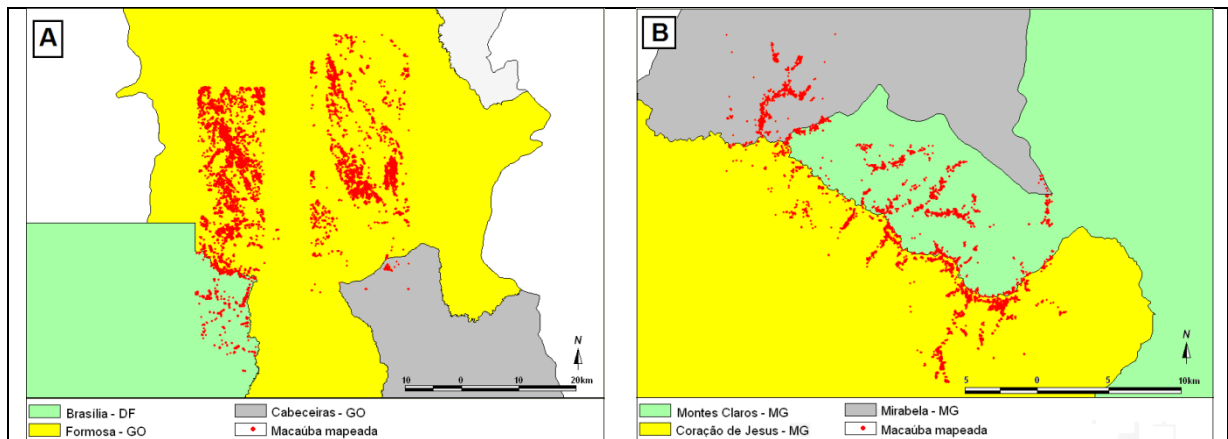 A
N
10 0 10 20km
Brasília - DF
Cabeceiras - GO
Formosa - GO
Macaúba mapeada
B
N
5 0 5 10km
Montes Claros - MG
Mirabela - MG
Coração de Jesus - MG
Macaúba mapeada